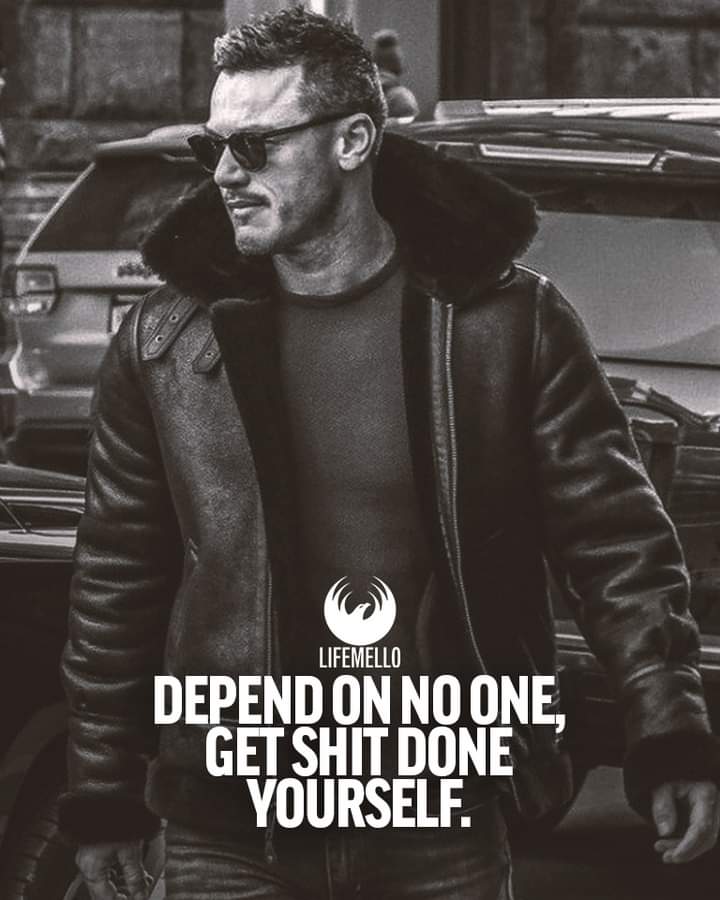 LIFEMELLO
DEPEND ON NO ONE,
GET SHIT DONE
YOURSELF.